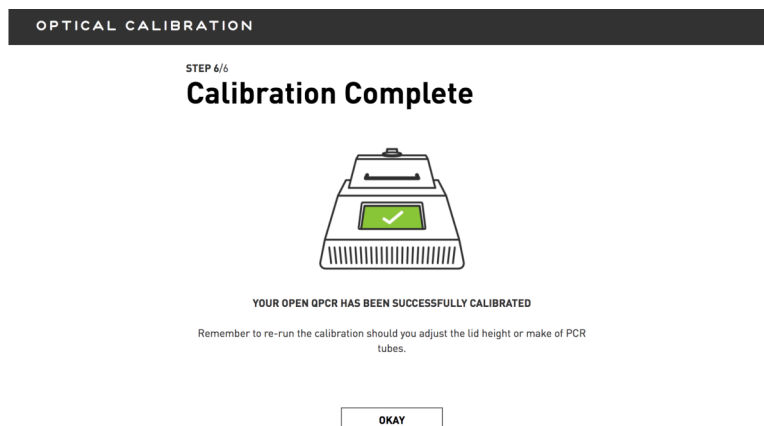 OPTICAL CALIBRATION
STEP 6/6
Calibration Complete
YOUR OPEN QPCR HAS BEEN SUCCESSFULLY CALIBRATED
Remember to re-run the calibration should you adjust the lid height or make of PCR
tubes.
OKAY